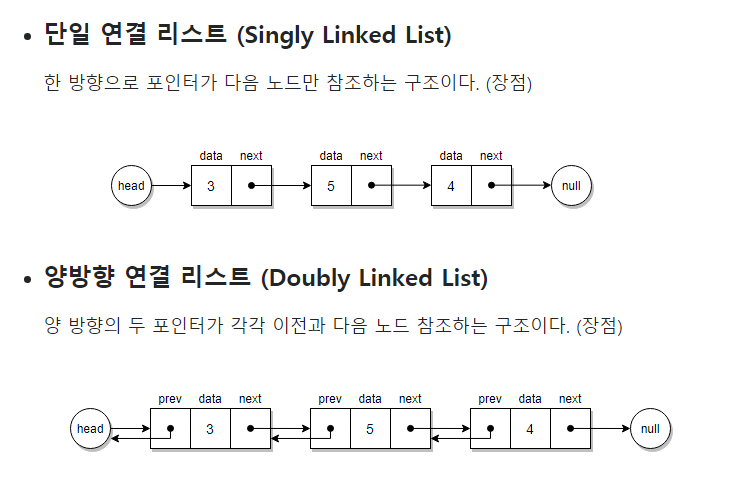 단일 연결 리스트 (Singly Linked List)
한 방향으로 포인터가 다음 노드만 참조하는 구조이다. (장점)
data next data next data next
head 3 5 4 null
양방향 연결 리스트 (Doubly Linked List)
양 방향의 두 포인터가 각각 이전과 다음 노드 참조하는 구조이다. (장점)
prev data next prev data next prev data next
head 3 5 4 null